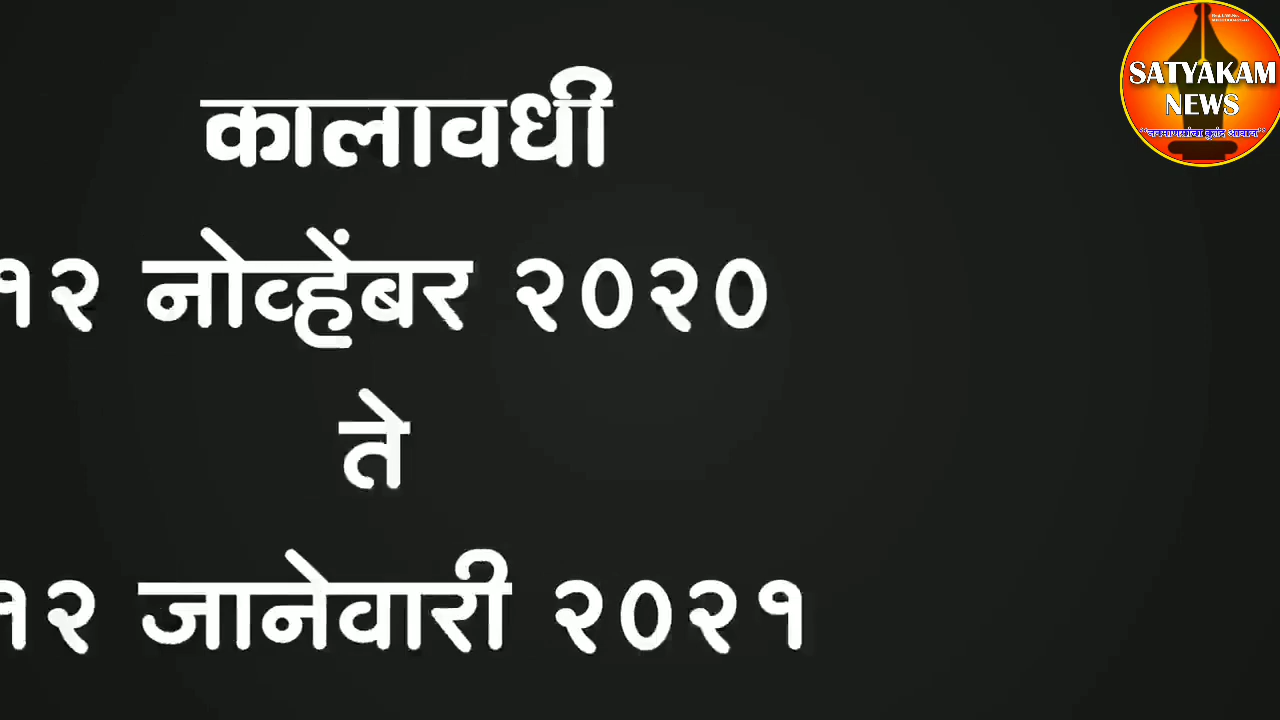 कालावधी
१२ नोव्हेंबर २०२०
ते
१२ जानेवारी २०२१
SATYAKAM
NEWS